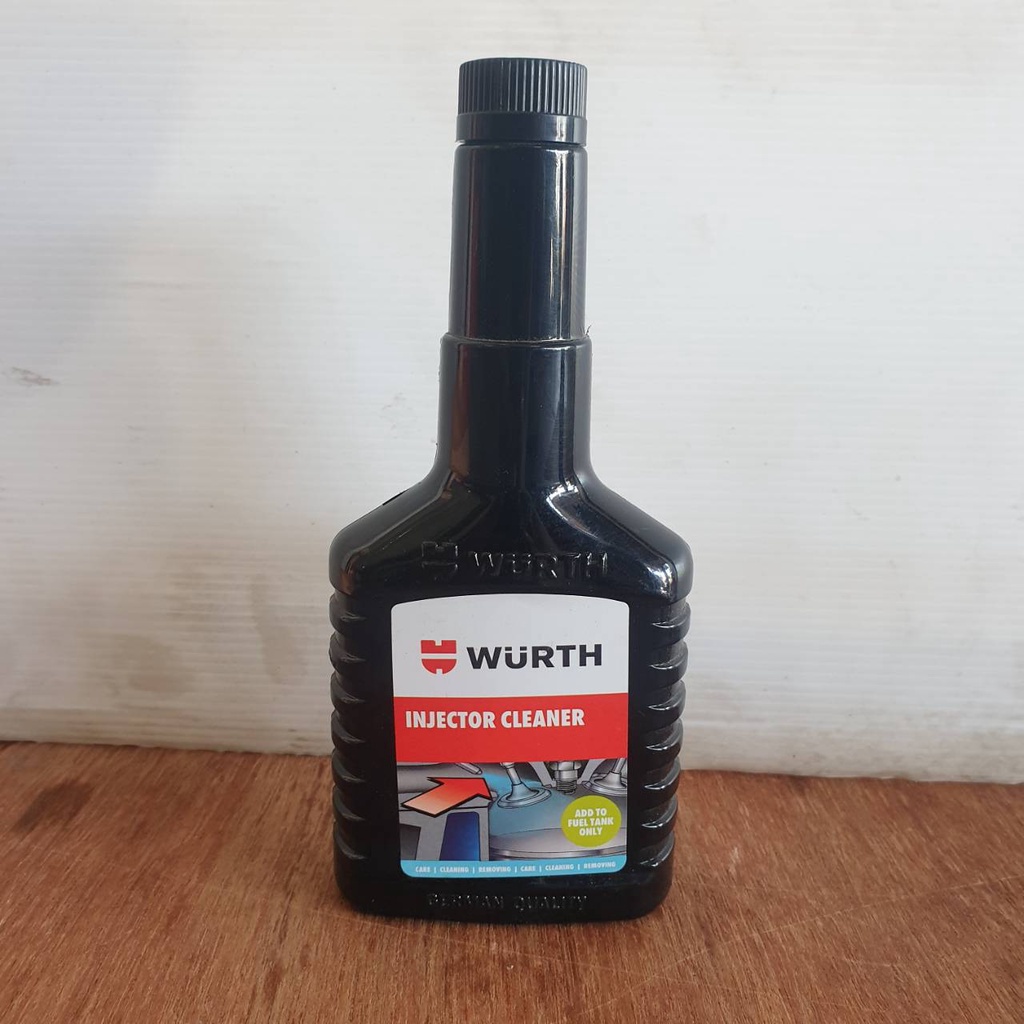 WÜRTH
WÜRTH
INJECTOR CLEANER
ADD TO
FUEL TANK
ONLY
CARE | CLEANING | REMOVING | CARE | CLEANING | REMOVING
GERMAN QUALITY